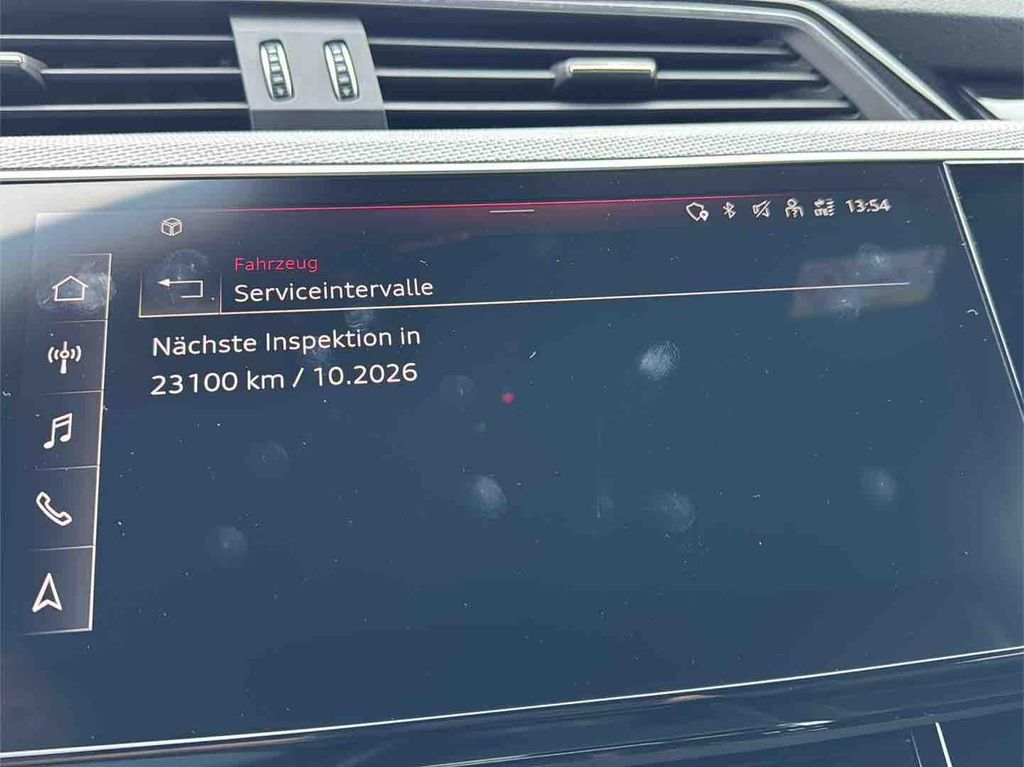 13:54
Fahrzeug
Serviceintervalle
Nächste Inspektion in
23100 km / 10.2026